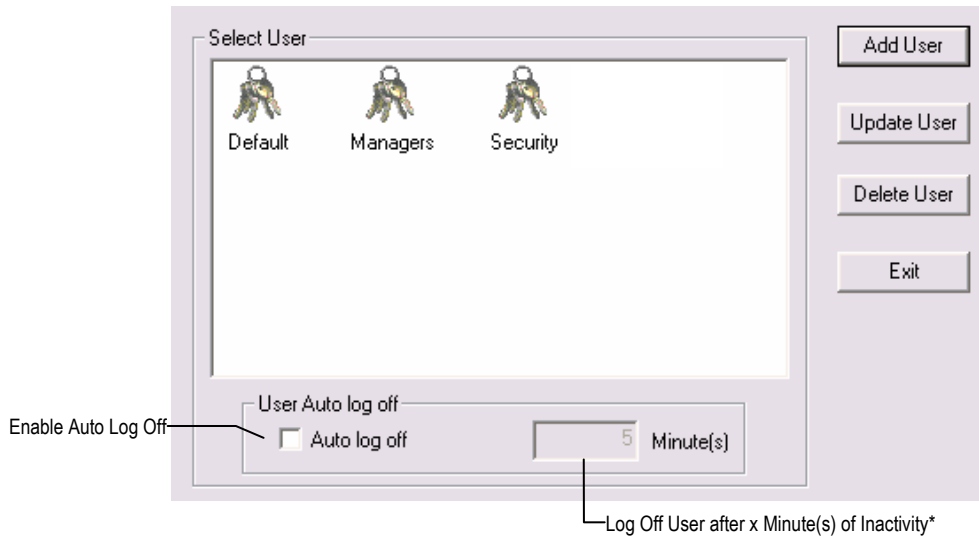 Select User
Add User
Default Managers Security
Update User
Delete User
Exit
User Auto log off
Enable Auto Log Off
Auto log off 5 Minute(s)
Log Off User after x Minute(s) of Inactivity*